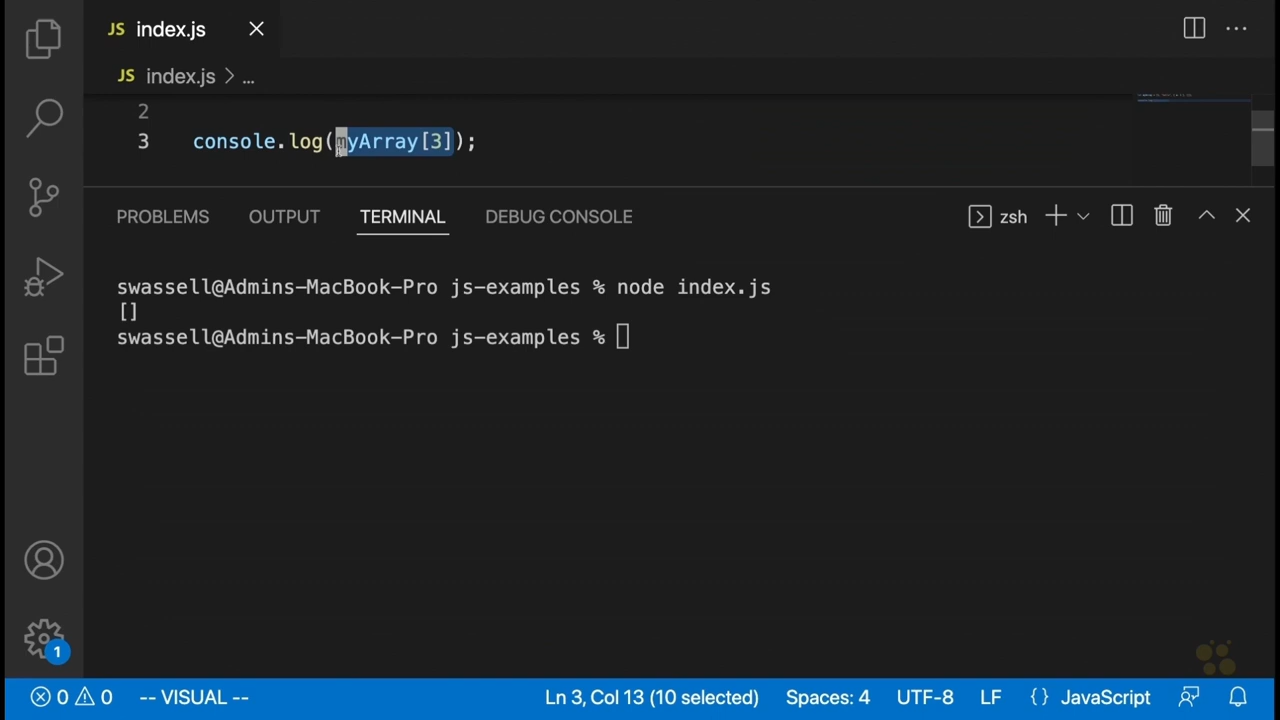 JS index.js
JS index.js > ...
2
3 console.log(myArray[3]);
PROBLEMS OUTPUT TERMINAL DEBUG CONSOLE zsh
swassell@Admins-MacBook-Pro js-examples % node index.js
[]
swassell@Admins-MacBook-Pro js-examples %
1
0 0 -- VISUAL -- Ln 3, Col 13 (10 selected) Spaces: 4 UTF-8 LF {} JavaScript